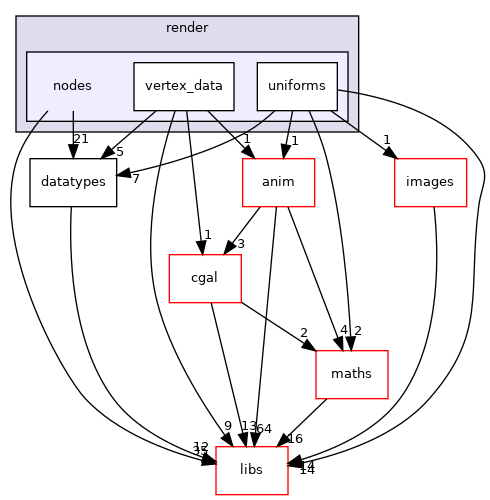 render
nodes vertex_data uniforms
21 1 1 1
5
7
datatypes anim images
1 3
cgal
2 4 2
maths
9 13 64 16
12
libs
14